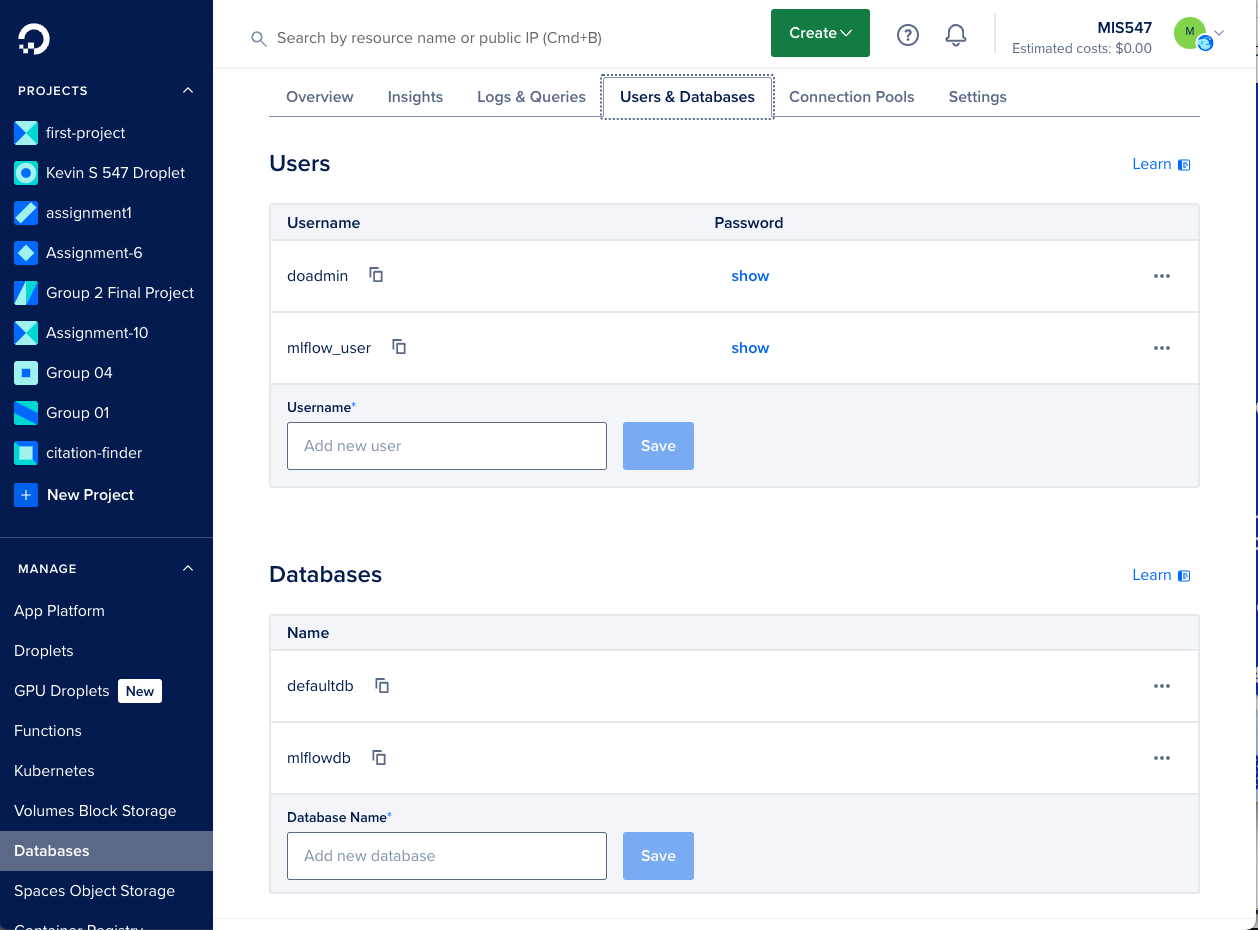 Search by resource name or public IP (Cmd+B)
Create
?
MIS547
Estimated costs: $0.00
M
PROJECTS
first-project
Kevin S 547 Droplet
assignment1
Assignment-6
Group 2 Final Project
Assignment-10
Group 04
Group 01
citation-finder
+ New Project
MANAGE
App Platform
Droplets
GPU Droplets New
Functions
Kubernetes
Volumes Block Storage
Databases
Spaces Object Storage
Container Registry
Overview Insights Logs & Queries Users & Databases Connection Pools Settings
Users
Learn
Username Password
doadmin show
mlflow_user show
Username*
Add new user Save
Databases
Learn
Name
defaultdb
mlflowdb
Database Name*
Add new database Save